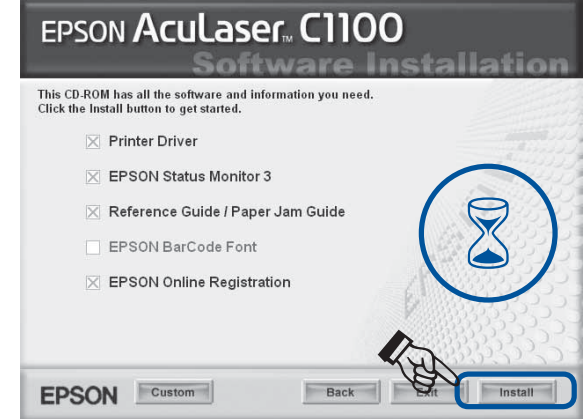 EPSON AcuLaser™ C1100
Software Installation
This CD-ROM has all the software and information you need.
Click the Install button to get started.
Printer Driver
EPSON Status Monitor 3
Reference Guide / Paper Jam Guide
EPSON BarCode Font
EPSON Online Registration
EPSON
Custom
Back
Exit
Install